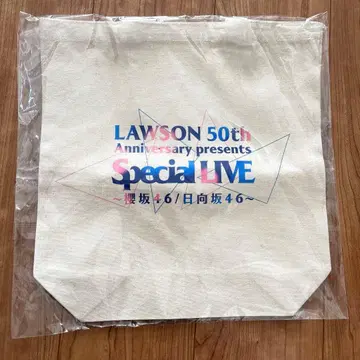 LAWSON 50th
Anniversary presents
Special LIVE
～櫻坂46/日向坂46～